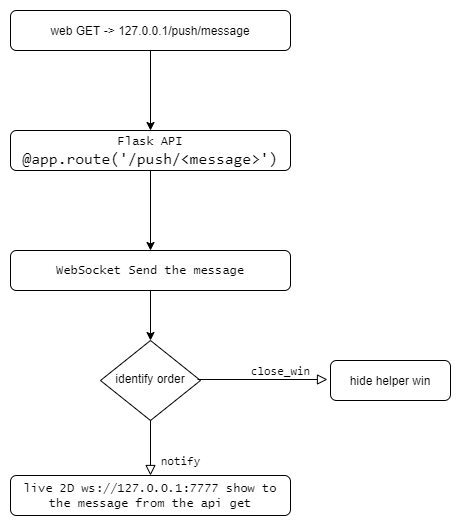 web GET -> 127.0.0.1/push/message
Flask API
@app.route('/push/<message>')
WebSocket Send the message
identify order
close_win
hide helper win
notify
live 2D ws://127.0.0.1:7777 show to
the message from the api get